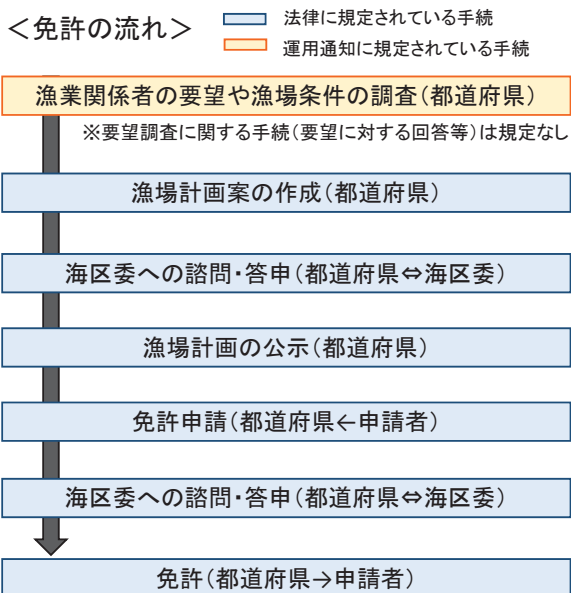 ＜免許の流れ＞
法律に規定されている手続
運用通知に規定されている手続
漁業関係者の要望や漁場条件の調査(都道府県)
※要望調査に関する手続(要望に対する回答等)は規定なし
漁場計画案の作成(都道府県)
海区委への諮問・答申(都道府県⇔海区委)
漁場計画の公示(都道府県)
免許申請(都道府県←申請者)
海区委への諮問・答申(都道府県⇔海区委)
免許(都道府県→申請者)